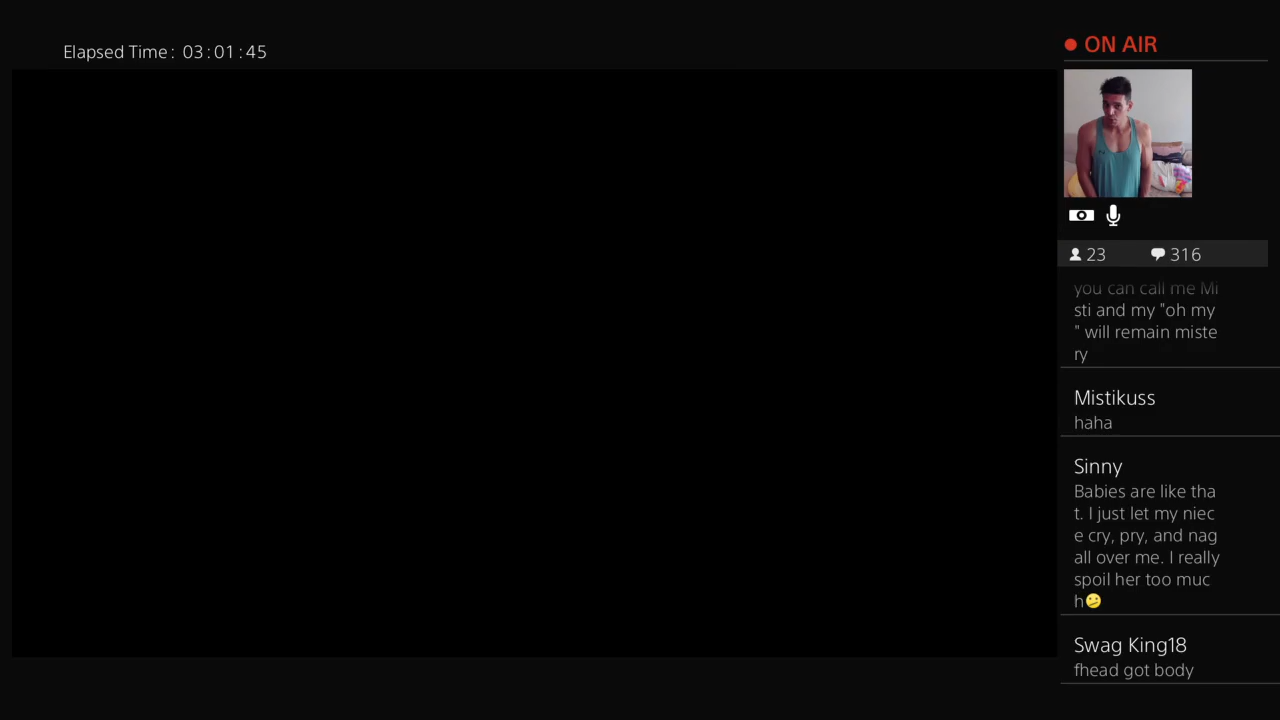 Elapsed Time: 03:01:45
ON AIR
23 316
you can call me Mi
sti and my "oh my
" will remain miste
ry
Mistikuss
haha
Sinny
Babies are like tha
t. I just let my niec
e cry, pry, and nag
all over me. I really
spoil her too muc
h🫤
Swag King18
fhead got body